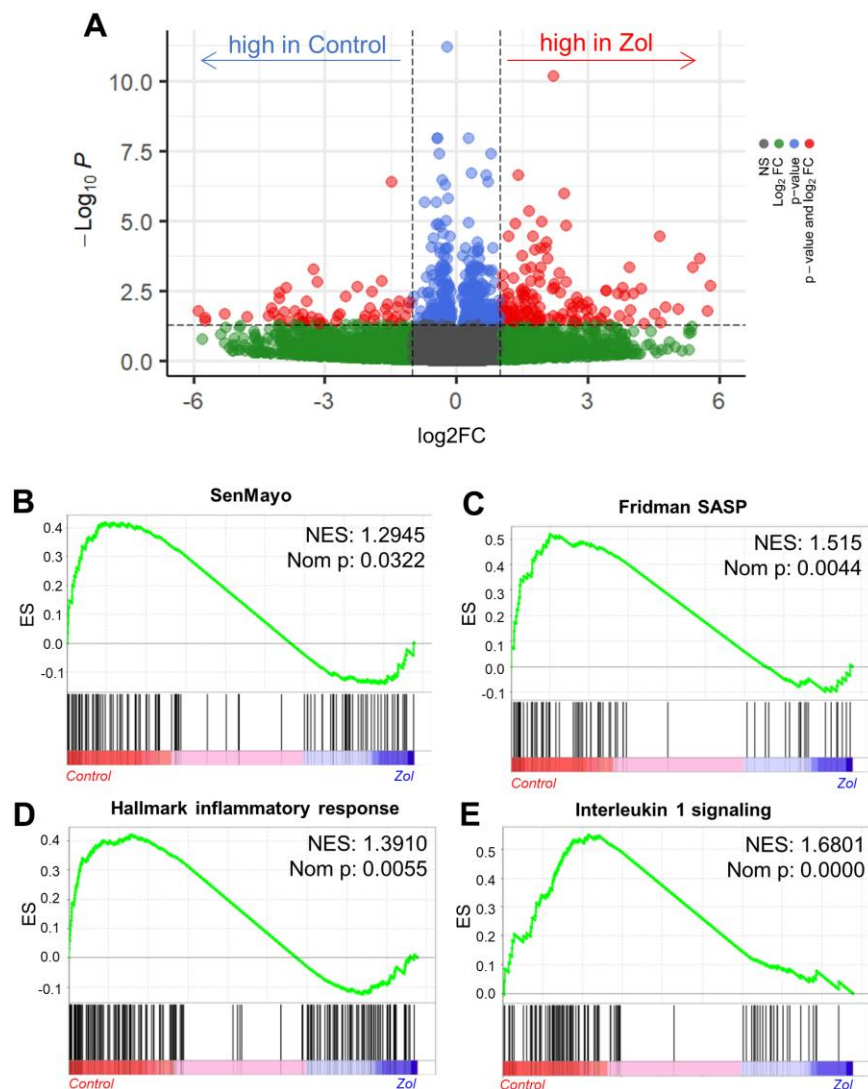 A
high in Control
high in Zol
10.0
7.5
5.0
2.5
0.0
− Log10 P
-6
-3
0
3
6
log2FC
NS
Log2 FC
p-value
p − value and log2 FC
B
SenMayo
NES: 1.2945
Nom p: 0.0322
0.4
0.3
0.2
0.1
0.0
-0.1
ES
Control
Zol
C
Fridman SASP
NES: 1.515
Nom p: 0.0044
0.5
0.4
0.3
0.2
0.1
0.0
-0.1
ES
Control
Zol
D
Hallmark inflammatory response
NES: 1.3910
Nom p: 0.0055
0.4
0.3
0.2
0.1
0.0
-0.1
ES
Control
Zol
E
Interleukin 1 signaling
NES: 1.6801
Nom p: 0.0000
0.5
0.4
0.3
0.2
0.1
0.0
ES
Control
Zol